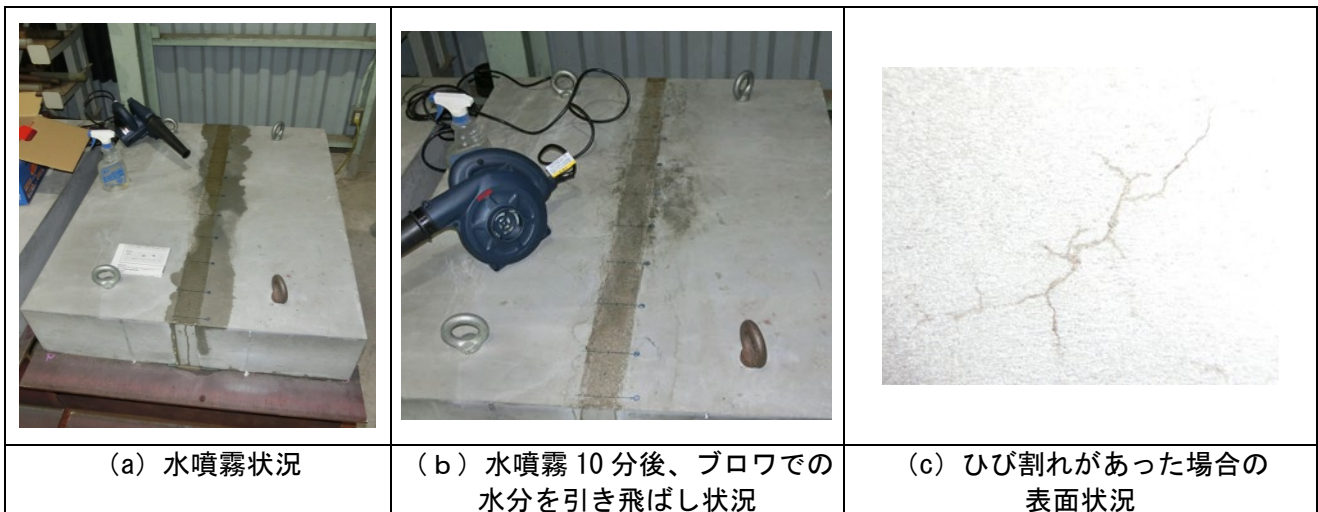 (a) 水噴霧状況
(b) 水噴霧 10 分後、ブロワでの
水分を引き飛ばし状況
(c) ひび割れがあった場合の
表面状況